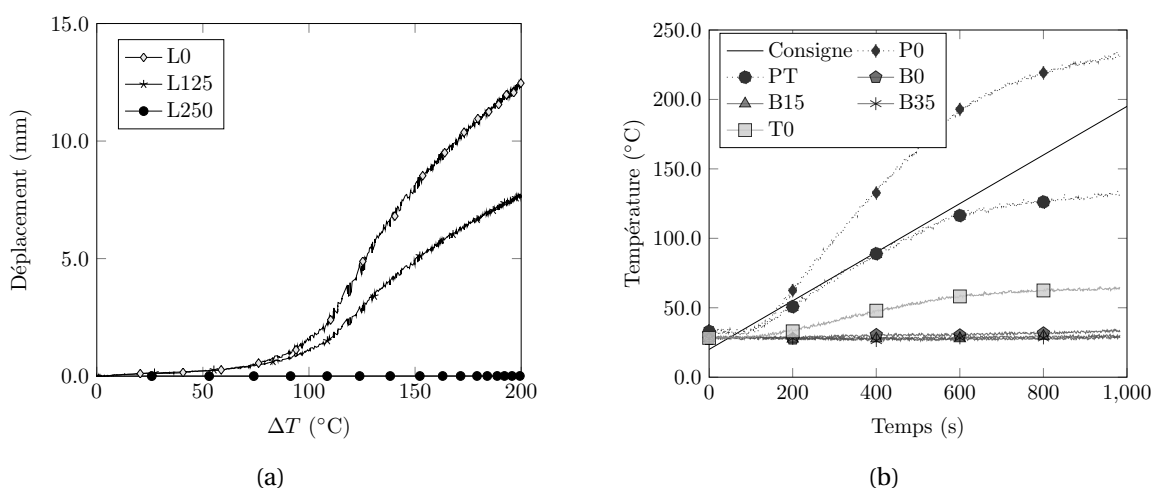 15.0
10.0
5.0
0.0
0
50
100
150
200
Déplacement (mm)
ΔT (°C)
L0
L125
L250
(a)
250.0
200.0
150.0
100.0
50.0
0.0
0
200
400
600
800
1,000
Température (°C)
Temps (s)
Consigne
P0
PT
B0
B15
B35
T0
(b)